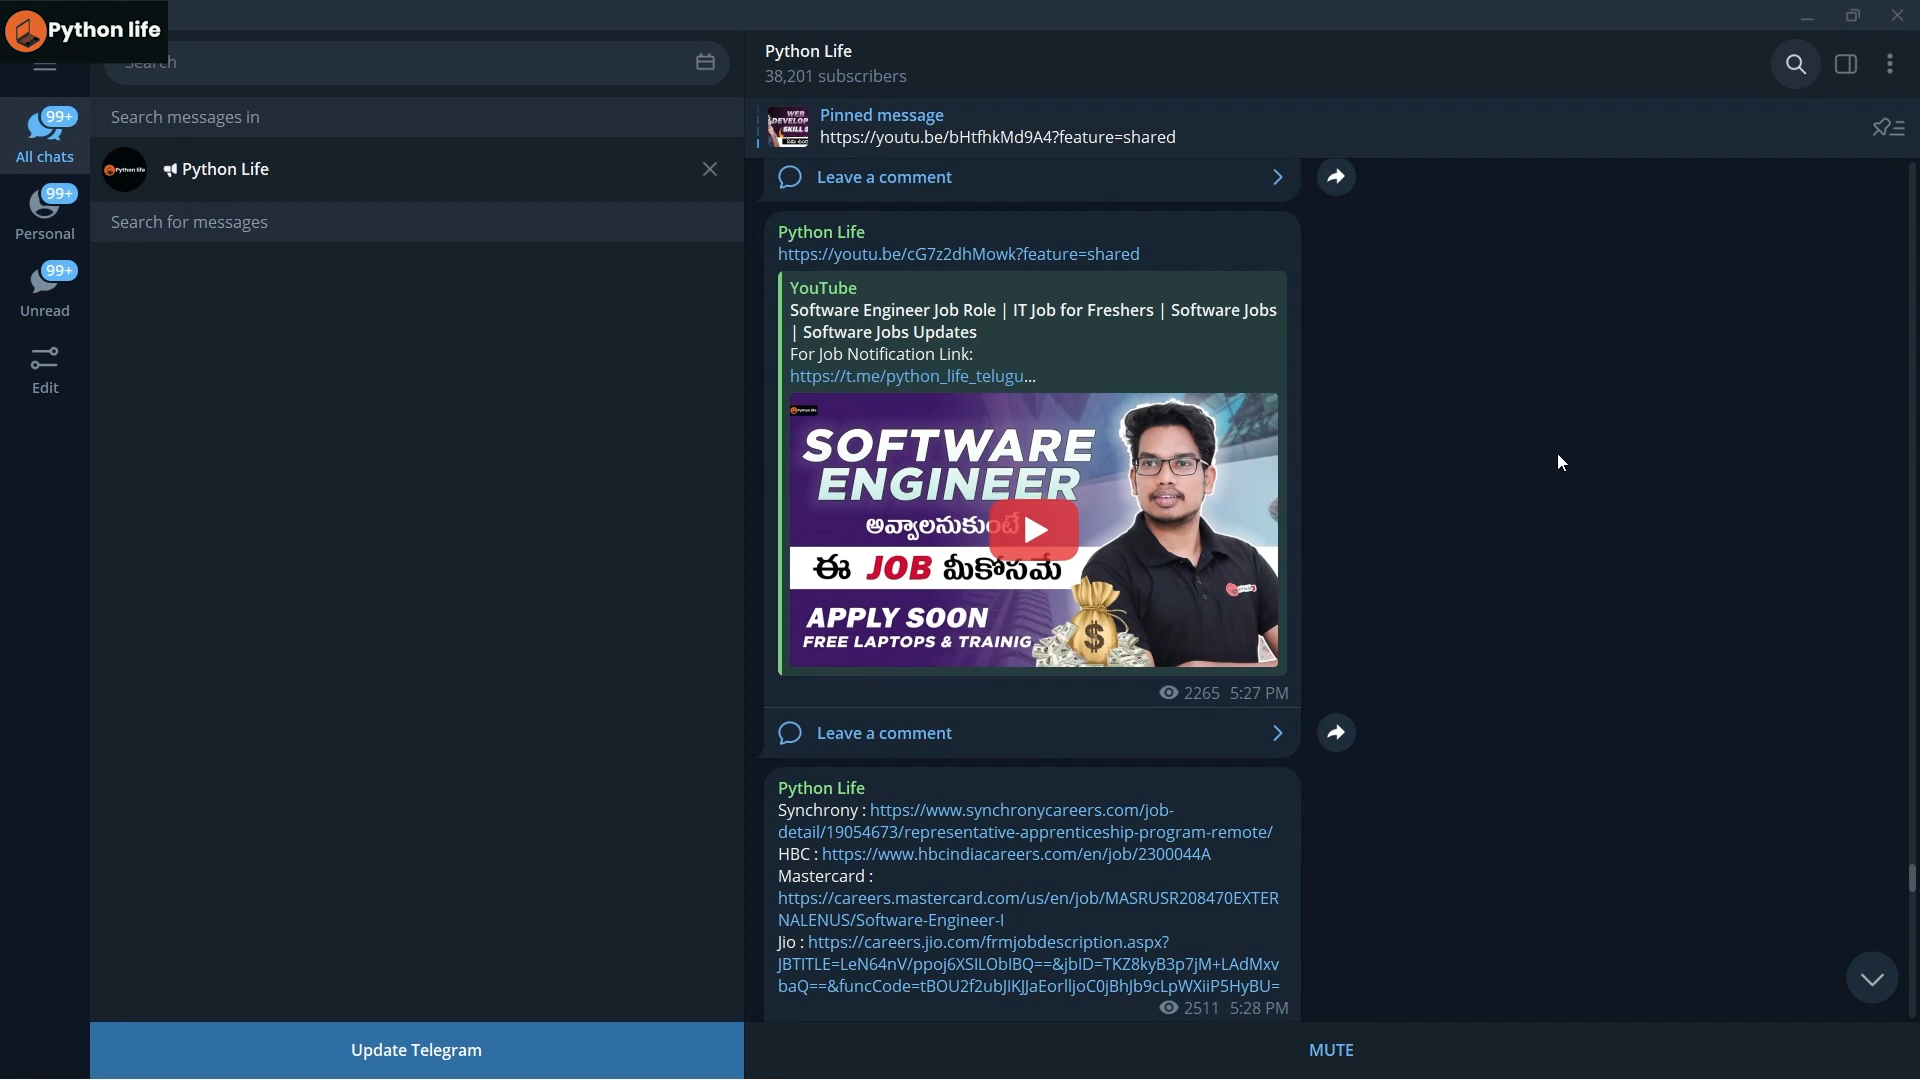 Python life
Search
Search messages in
Python Life
Search for messages
99+
All chats
99+
Personal
99+
Unread
Edit
Update Telegram
Python Life
38,201 subscribers
Pinned message
https://youtu.be/bHtfhkMd9A4?feature=shared
Leave a comment
Python Life
https://youtu.be/cG7z2dhMowk?feature=shared
YouTube
Software Engineer Job Role | IT Job for Freshers | Software Jobs
| Software Jobs Updates
For Job Notification Link:
https://t.me/python_life_telugu...
SOFTWARE
ENGINEER
అవ్వాలనుకుంటే
ఈ JOB మీకోసమే
APPLY SOON
FREE LAPTOPS & TRAINIG
2265 5:27 PM
Leave a comment
Python Life
Synchrony : https://www.synchronycareers.com/job-
detail/19054673/representative-apprenticeship-program-remote/
HBC : https://www.hbcindiacareers.com/en/job/2300044A
Mastercard :
https://careers.mastercard.com/us/en/job/MASRUSR208470EXTER
NALENUS/Software-Engineer-I
Jio : https://careers.jio.com/frmjobdescription.aspx?
JBTITLE=LeN64nV/ppoj6XSILOblBQ==&jbID=TKZ8kyB3p7jM+LAdMxv
baQ==&funcCode=tBOU2f2ubJIKJJaEorlljoC0jBhJb9cLpWXiiP5HyBU=
2511 5:28 PM
MUTE